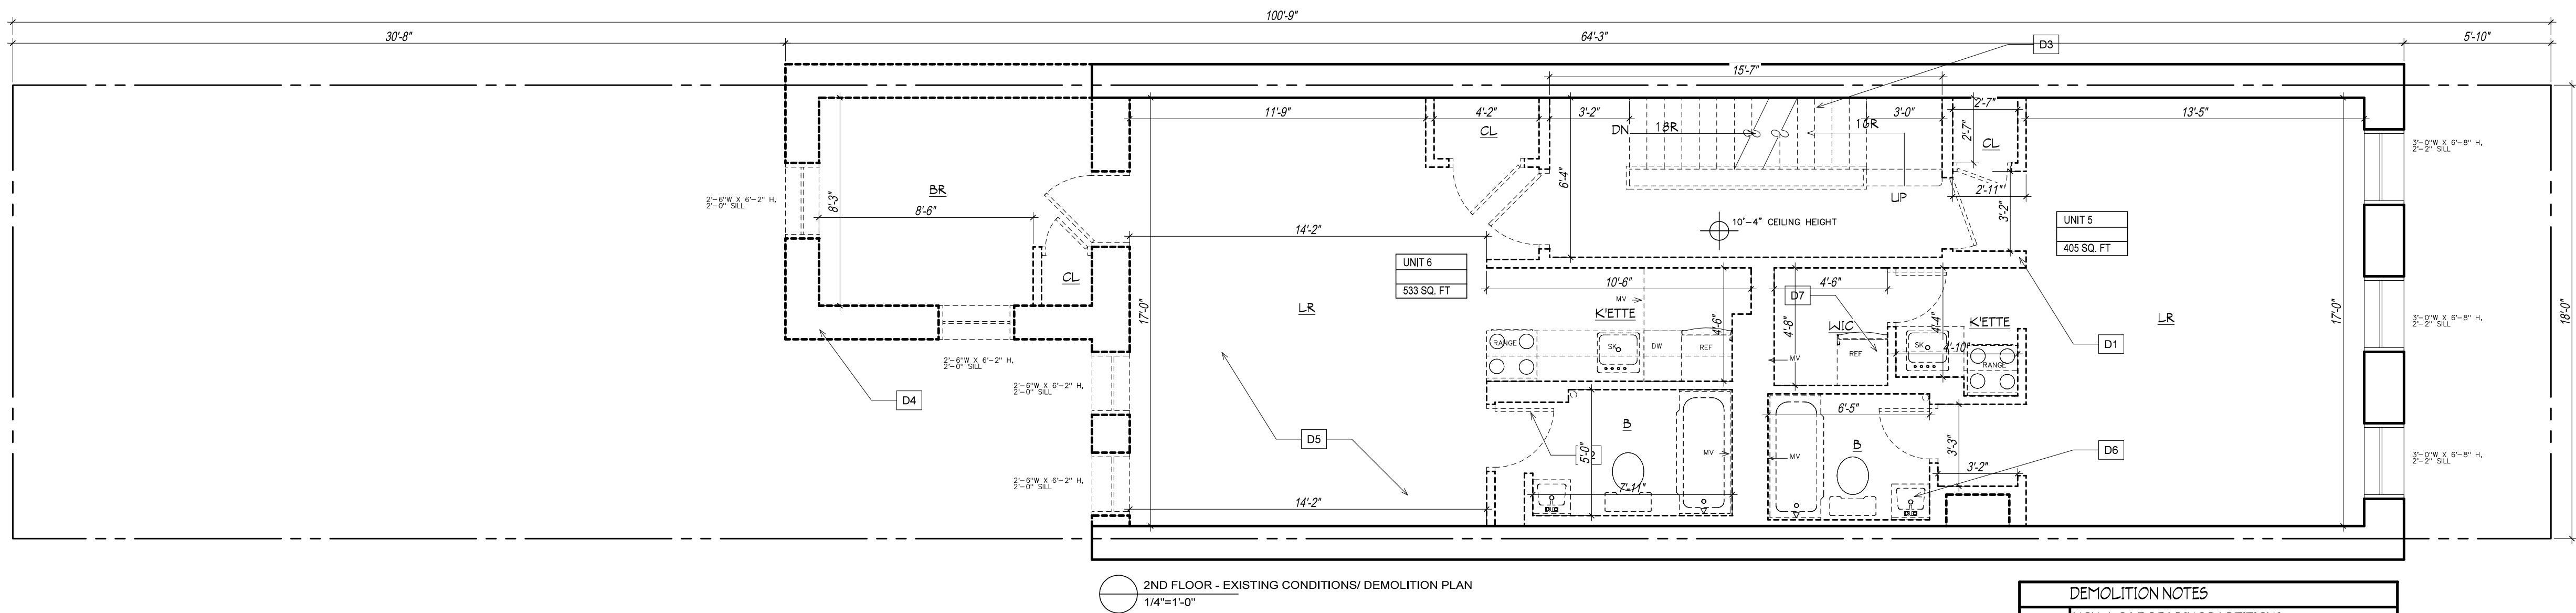 100'-9"
30'-8"
64'-3"
5'-10"
D3
15'-7"
11'-9"
4'-2"
3'-2"
3'-0"
2'-7"
13'-5"
CL
DN
18R
16R
2'-7"
CL
3'-0"W X 6'-8" H,
2'-2" SILL
BR
2'-6"W X 6'-2" H,
2'-0" SILL
8'-3"
8'-6"
6'-4"
UP
2'-11"
3'-2"
14'-2"
10'-4" CEILING HEIGHT
UNIT 5
405 SQ. FT
UNIT 6
533 SQ. FT
CL
10'-6"
4'-6"
D7
MV
LR
17'-0"
K'ETTE
4'-6"
4'-8"
WIC
4'-4"
K'ETTE
LR
17'-0"
18'-0"
3'-0"W X 6'-8" H,
2'-2" SILL
RANGE
SK
DW
REF
MV
REF
SK
4'-10"
RANGE
D1
2'-6"W X 6'-2" H,
2'-0" SILL
2'-6"W X 6'-2" H,
2'-0" SILL
D4
D5
B
5'-0"
MV
6'-5"
B
MV
3'-3"
D6
3'-0"W X 6'-8" H,
2'-2" SILL
2'-6"W X 6'-2" H,
2'-0" SILL
7'-11"
3'-2"
14'-2"
2ND FLOOR - EXISTING CONDITIONS/ DEMOLITION PLAN
1/4"=1'-0"
DEMOLITION NOTES